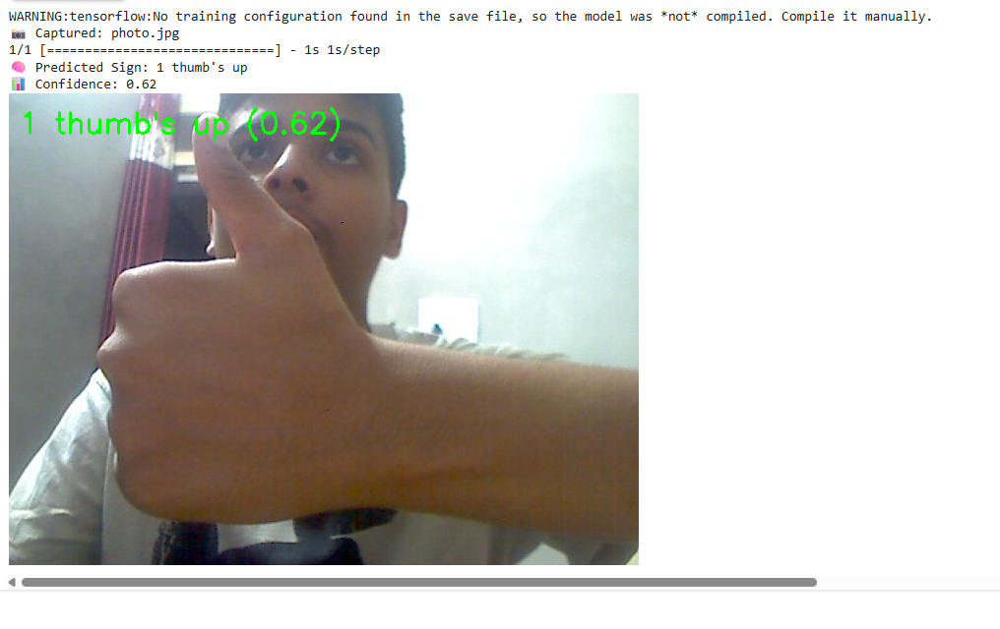 WARNING:tensorflow:No training configuration found in the save file, so the model was *not* compiled. Compile it manually.
📷 Captured: photo.jpg
1/1 [==============================] - 1s 1s/step
🧠 Predicted Sign: 1 thumb's up
📊 Confidence: 0.62
1 thumb's up (0.62)